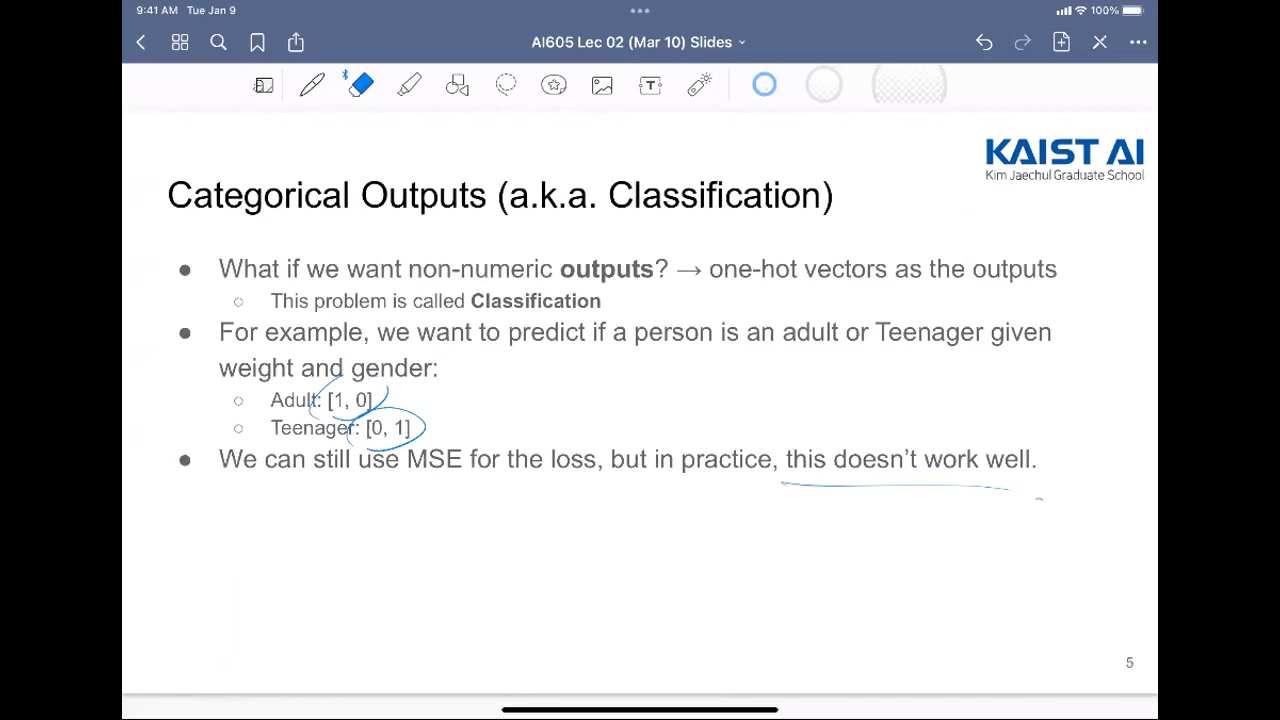 9:41 AM Tue Jan 9
100%
AI605 Lec 02 (Mar 10) Slides
T
KAIST AI
Kim Jaechul Graduate School
Categorical Outputs (a.k.a. Classification)
● What if we want non-numeric outputs? → one-hot vectors as the outputs
○ This problem is called Classification
● For example, we want to predict if a person is an adult or Teenager given
weight and gender:
○ Adult: [1, 0]
○ Teenager: [0, 1]
● We can still use MSE for the loss, but in practice, this doesn’t work well.
5